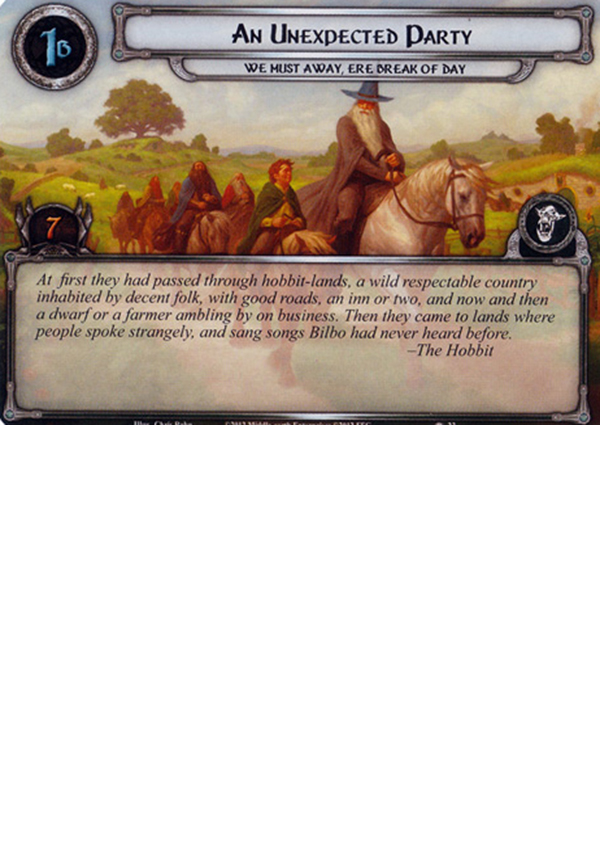 1B
An Unexpected Party
We must away, ere break of day
7
At first they had passed through hobbit-lands, a wild respectable country
inhabited by decent folk, with good roads, an inn or two, and now and then
a dwarf or a farmer ambling by on business. Then they came to lands where
people spoke strangely, and sang songs Bilbo had never heard before.
–The Hobbit